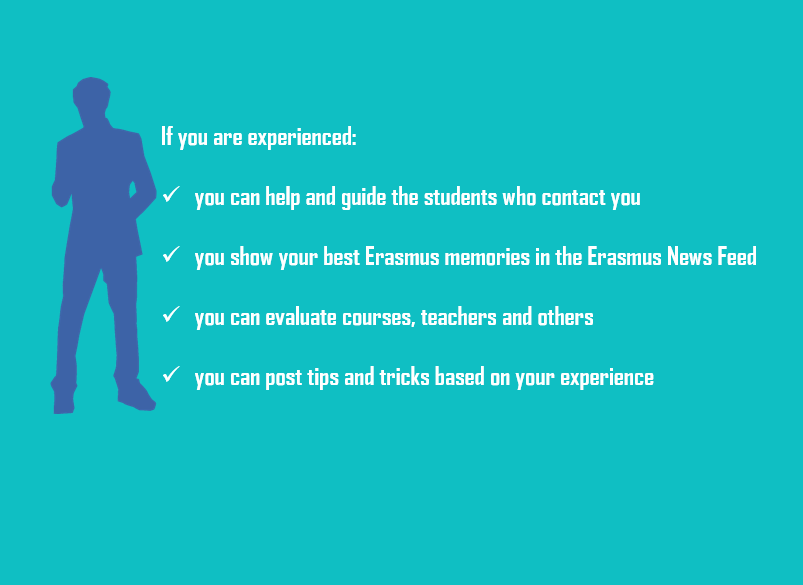 If you are experienced:
✓ you can help and guide the students who contact you
✓ you show your best Erasmus memories in the Erasmus News Feed
✓ you can evaluate courses, teachers and others
✓ you can post tips and tricks based on your experience